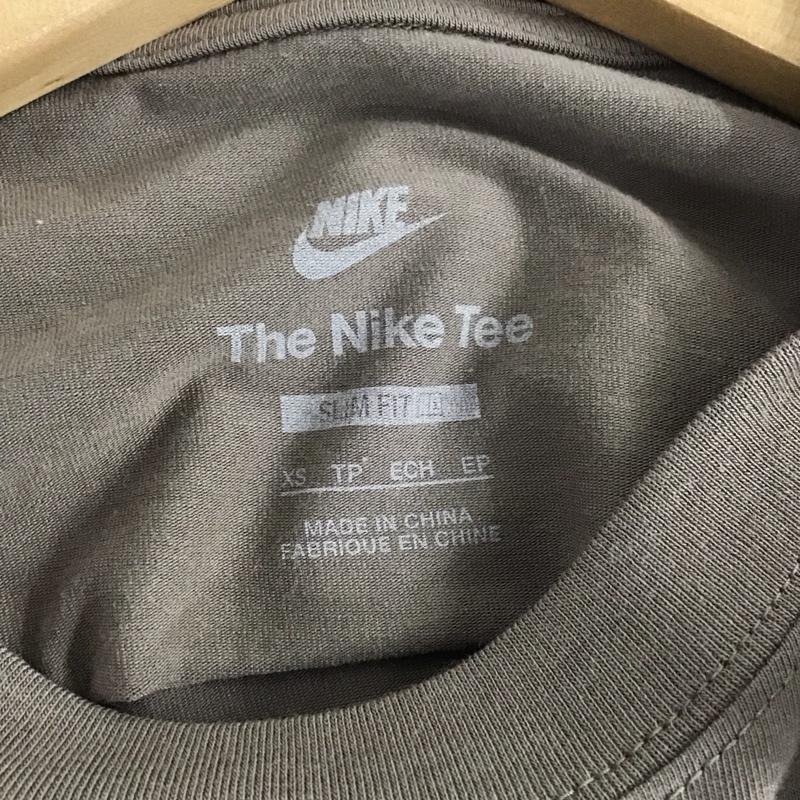 NIKE
The Nike Tee
SLIM FIT
XS TP ECH EP
MADE IN CHINA
FABRIQUE EN CHINE